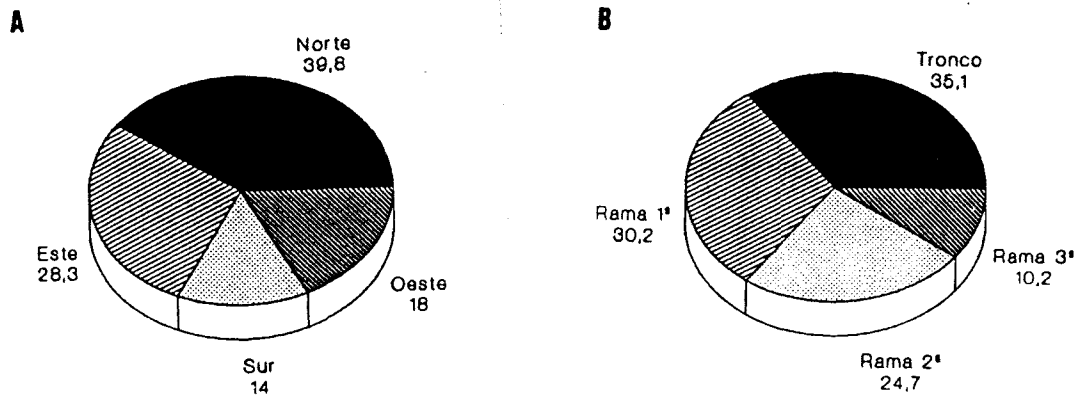 A
Norte
39,8
Este
28,3
Oeste
18
Sur
14
B
Tronco
35,1
Rama 1ª
30,2
Rama 3ª
10,2
Rama 2ª
24,7